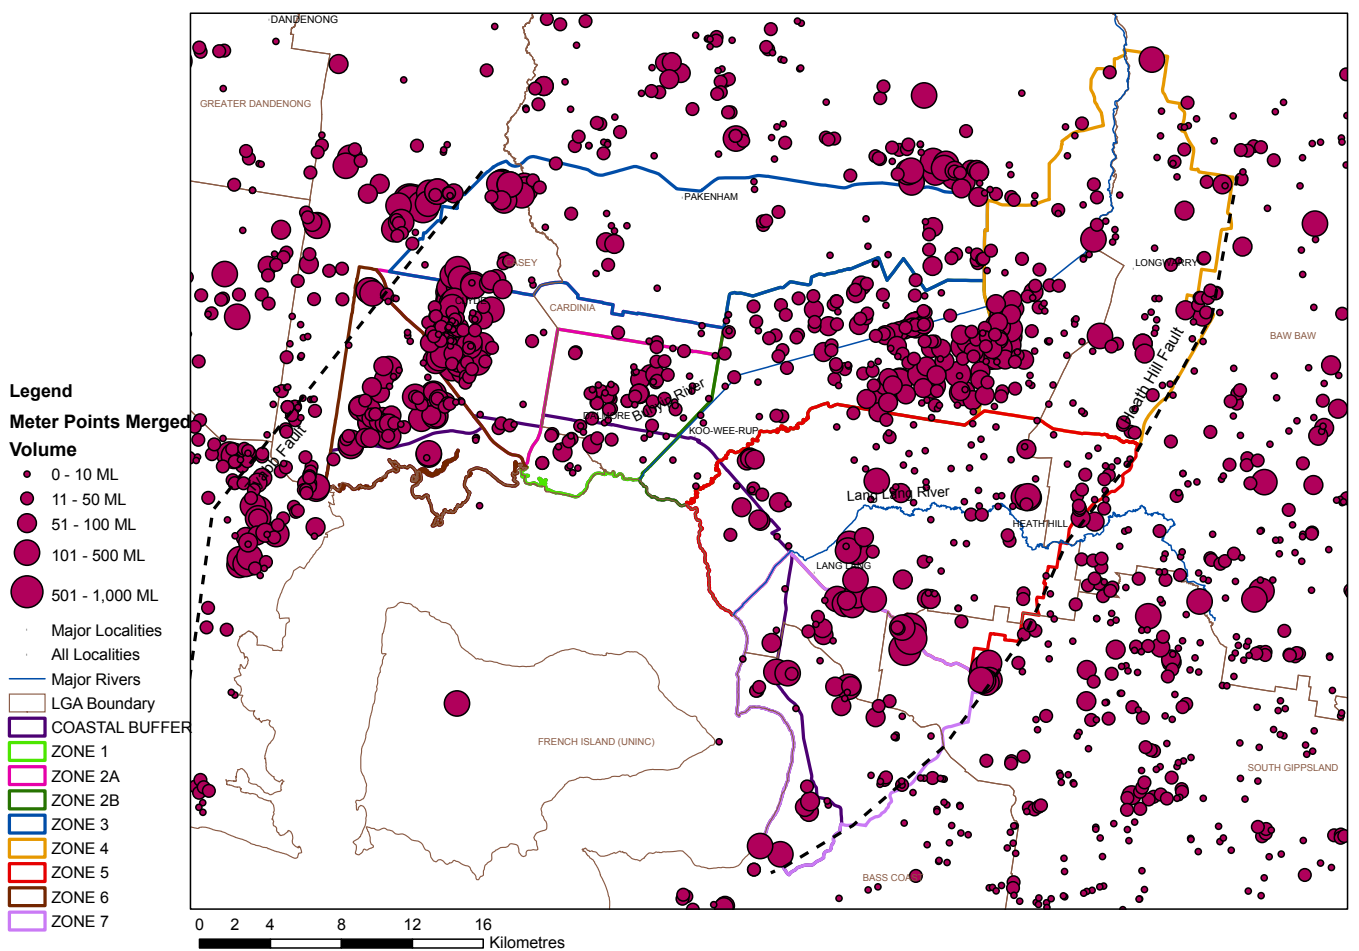 DANDENONG
GREATER DANDENONG
PAKENHAM
CASEY
LONGWARRY
CLYDE
CARDINIA
BAW BAW
Heath Hill Fault
Legend
Meter Points Merged
Volume
0 - 10 ML
11 - 50 ML
51 - 100 ML
101 - 500 ML
501 - 1,000 ML
Major Localities
All Localities
Major Rivers
LGA Boundary
COASTAL BUFFER
ZONE 1
ZONE 2A
ZONE 2B
ZONE 3
ZONE 4
ZONE 5
ZONE 6
ZONE 7
River
DALMORE
KOO-WEE-RUP
Fault
Lang Lang River
HEATH HILL
LANG LANG
FRENCH ISLAND (UNINC)
SOUTH GIPPSLAND
BASS COAST
0 2 4 8 12 16
Kilometres